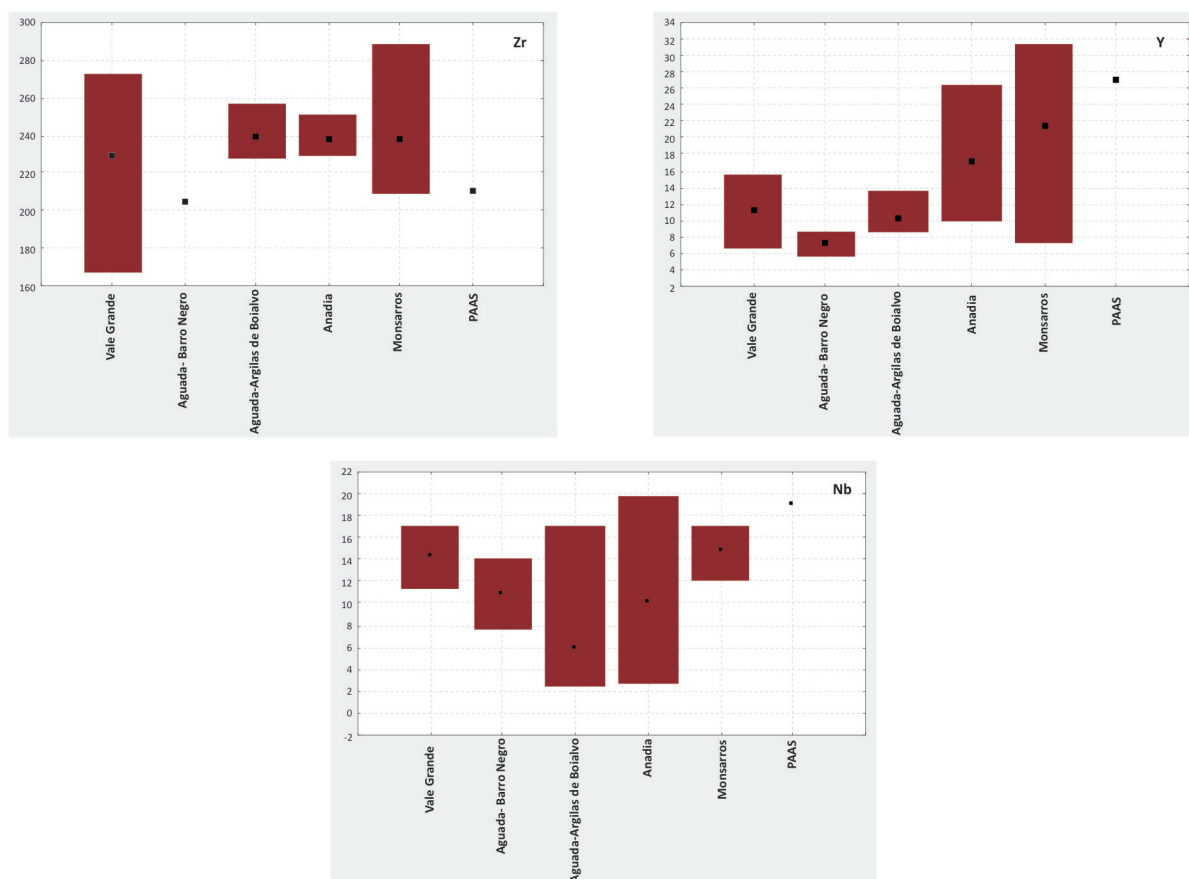 Zr
300
280
260
240
220
200
180
160
Vale Grande
Aguada- Barro Negro
Aguada-Argilas de Boialvo
Anadia
Monsarros
PAAS
Y
34
32
30
28
26
24
22
20
18
16
14
12
10
8
6
4
2
Vale Grande
Aguada- Barro Negro
Aguada-Argilas de Boialvo
Anadia
Monsarros
PAAS
Nb
22
20
18
16
14
12
10
8
6
4
2
0
-2
Vale Grande
Aguada- Barro Negro
Aguada-Argilas de Boialvo
Anadia
Monsarros
PAAS